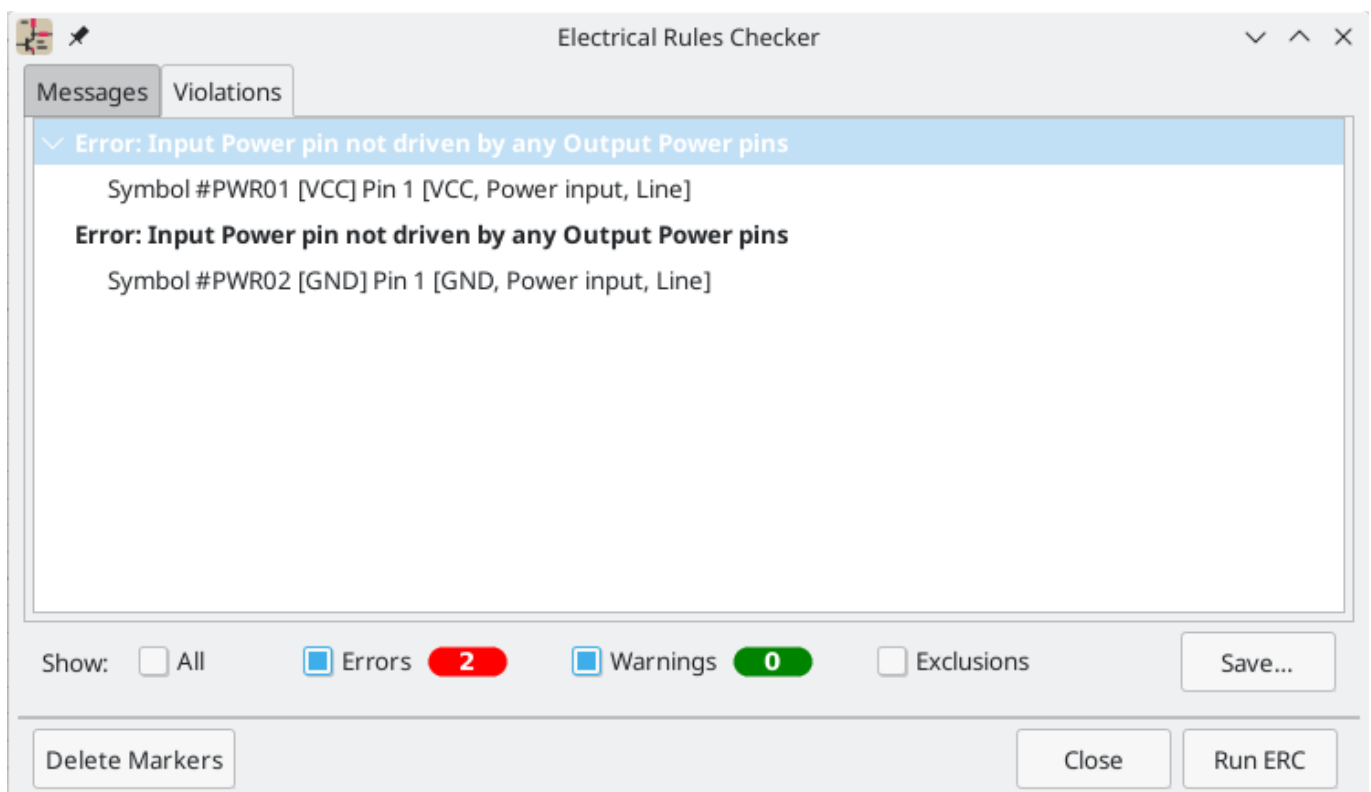 Electrical Rules Checker
Messages Violations
Error: Input Power pin not driven by any Output Power pins
Symbol #PWR01 [VCC] Pin 1 [VCC, Power input, Line]
Error: Input Power pin not driven by any Output Power pins
Symbol #PWR02 [GND] Pin 1 [GND, Power input, Line]
Show: All Errors 2 Warnings 0 Exclusions Save...
Delete Markers Close Run ERC